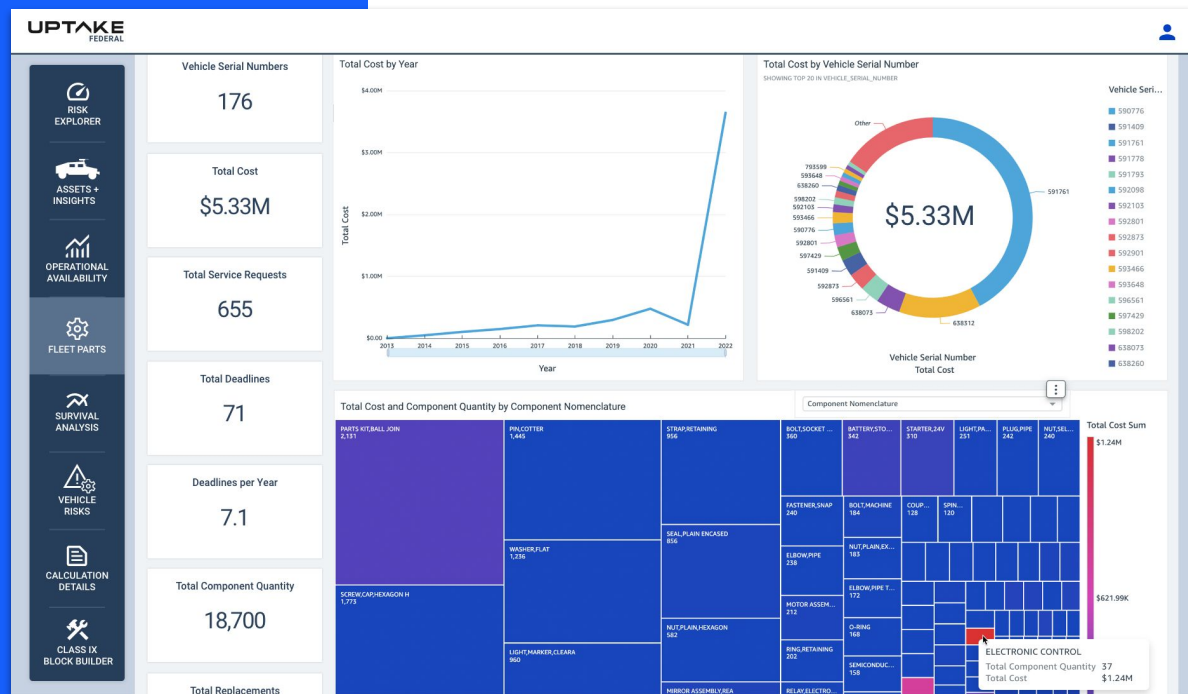 UPTAKE
FEDERAL
RISK
EXPLORER
ASSETS +
INSIGHTS
OPERATIONAL
AVAILABILITY
FLEET PARTS
SURVIVAL
ANALYSIS
VEHICLE
RISKS
CALCULATION
DETAILS
CLASS IX
BLOCK BUILDER
Vehicle Serial Numbers
176
Total Cost
$5.33M
Total Service Requests
655
Total Deadlines
71
Deadlines per Year
7.1
Total Component Quantity
18,700
Total Replacements
Total Cost by Year
$4.00M
$3.00M
$2.00M
$1.00M
$0.00
Total Cost
2013 2014 2015 2016 2017 2018 2019 2020 2021 2022
Year
Total Cost by Vehicle Serial Number
SHOWING TOP 20 IN VEHICLE_SERIAL_NUMBER
Other
793599
593648
638260
598202
592103
593466
590776
592801
597429
591409
592873
596561
638073
638312
591761
$5.33M
Vehicle Serial Number
Total Cost
Vehicle Seri...
590776
591409
591761
591778
591793
592098
592103
592801
592873
592901
593466
593648
596561
597429
598202
638073
638260
Total Cost and Component Quantity by Component Nomenclature
Component Nomenclature
PARTS KIT,BALL JOIN
2,131
SCREW,CAP,HEXAGON H
1,773
PIN,COTTER
1,445
WASHER,FLAT
1,236
LIGHT,MARKER,CLEARA
960
STRAP,RETAINING
956
SEAL,PLAIN ENCASED
856
NUT,PLAIN,HEXAGON
582
MIRROR ASSEMBLY,REA
BOLT,SOCKET ...
360
FASTENER,SNAP
240
ELBOW,PIPE
238
MOTOR ASSEM...
212
RING,RETAINING
202
RELAY,ELECTRO...
BATTERY,STO...
342
BOLT,MACHINE
184
NUT,PLAIN,EX...
183
ELBOW,PIPE T...
172
O-RING
168
SEMICONDUC...
158
STARTER,24V
310
COUP...
128
SPIN...
120
LIGHT,PA...
251
PLUG,PIPE
242
NUT,SEL...
240
Total Cost Sum
$1.24M
$621.99K
ELECTRONIC CONTROL
Total Component Quantity 37
Total Cost $1.24M